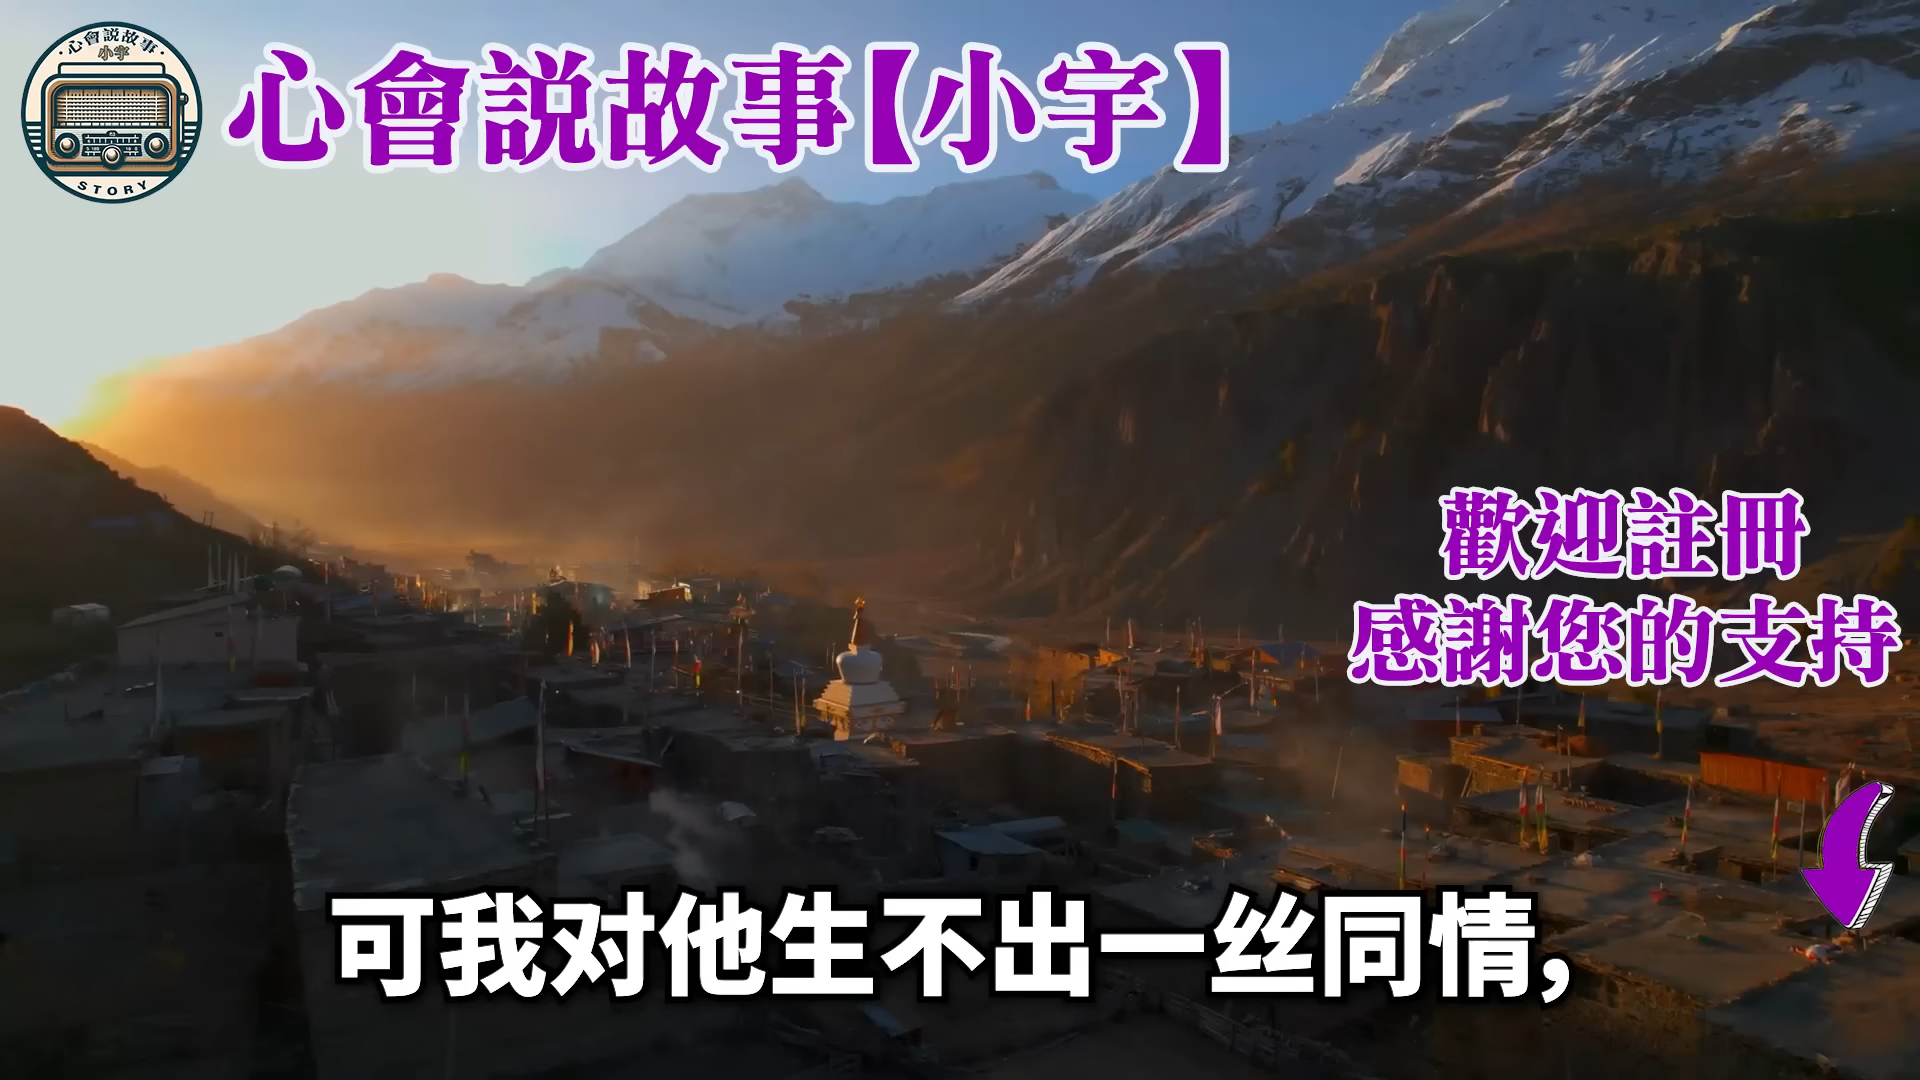 ·心會説故事·
小宇
STORY
心會説故事【小宇】
歡迎註冊
感謝您的支持
可我对他生不出一丝同情,